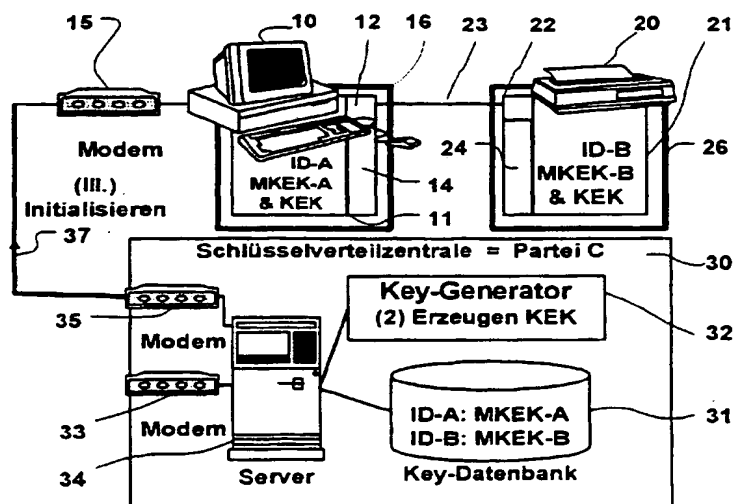 15
10
12
16
23
22
20
21
Modem
(III.)
Initialisieren
37
ID-A
MKEK-A
& KEK
14
11
24
ID-B
MKEK-B
& KEK
26
Schlüsselverteilzentrale = Partei C
30
35
Modem
33
Modem
34
Server
Key-Generator
(2) Erzeugen KEK
32
ID-A: MKEK-A
ID-B: MKEK-B
31
Key-Datenbank